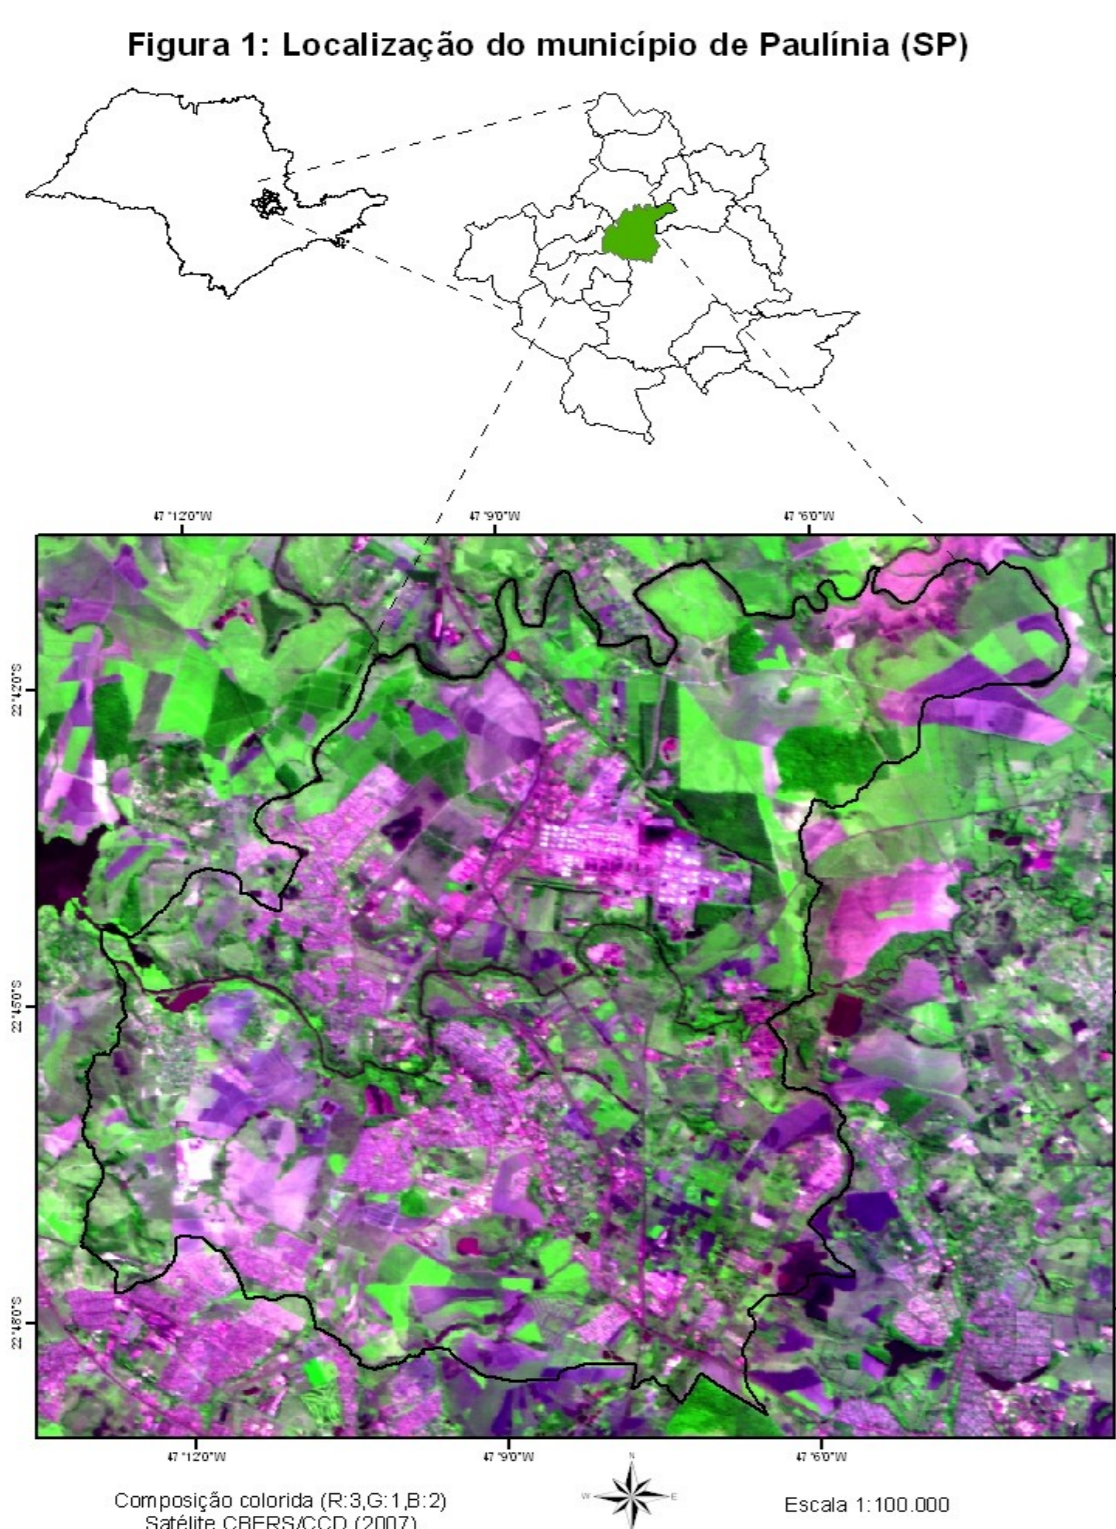 Figura 1: Localização do município de Paulínia (SP)
47°12'0"W 47°9'0"W 47°6'0"W
22°42'0"S
22°45'0"S
22°48'0"S
47°12'0"W 47°9'0"W 47°6'0"W
N
W E
Composição colorida (R:3,G:1,B:2)
Escala 1:100.000
Satélite CBERS/CCD (2007)